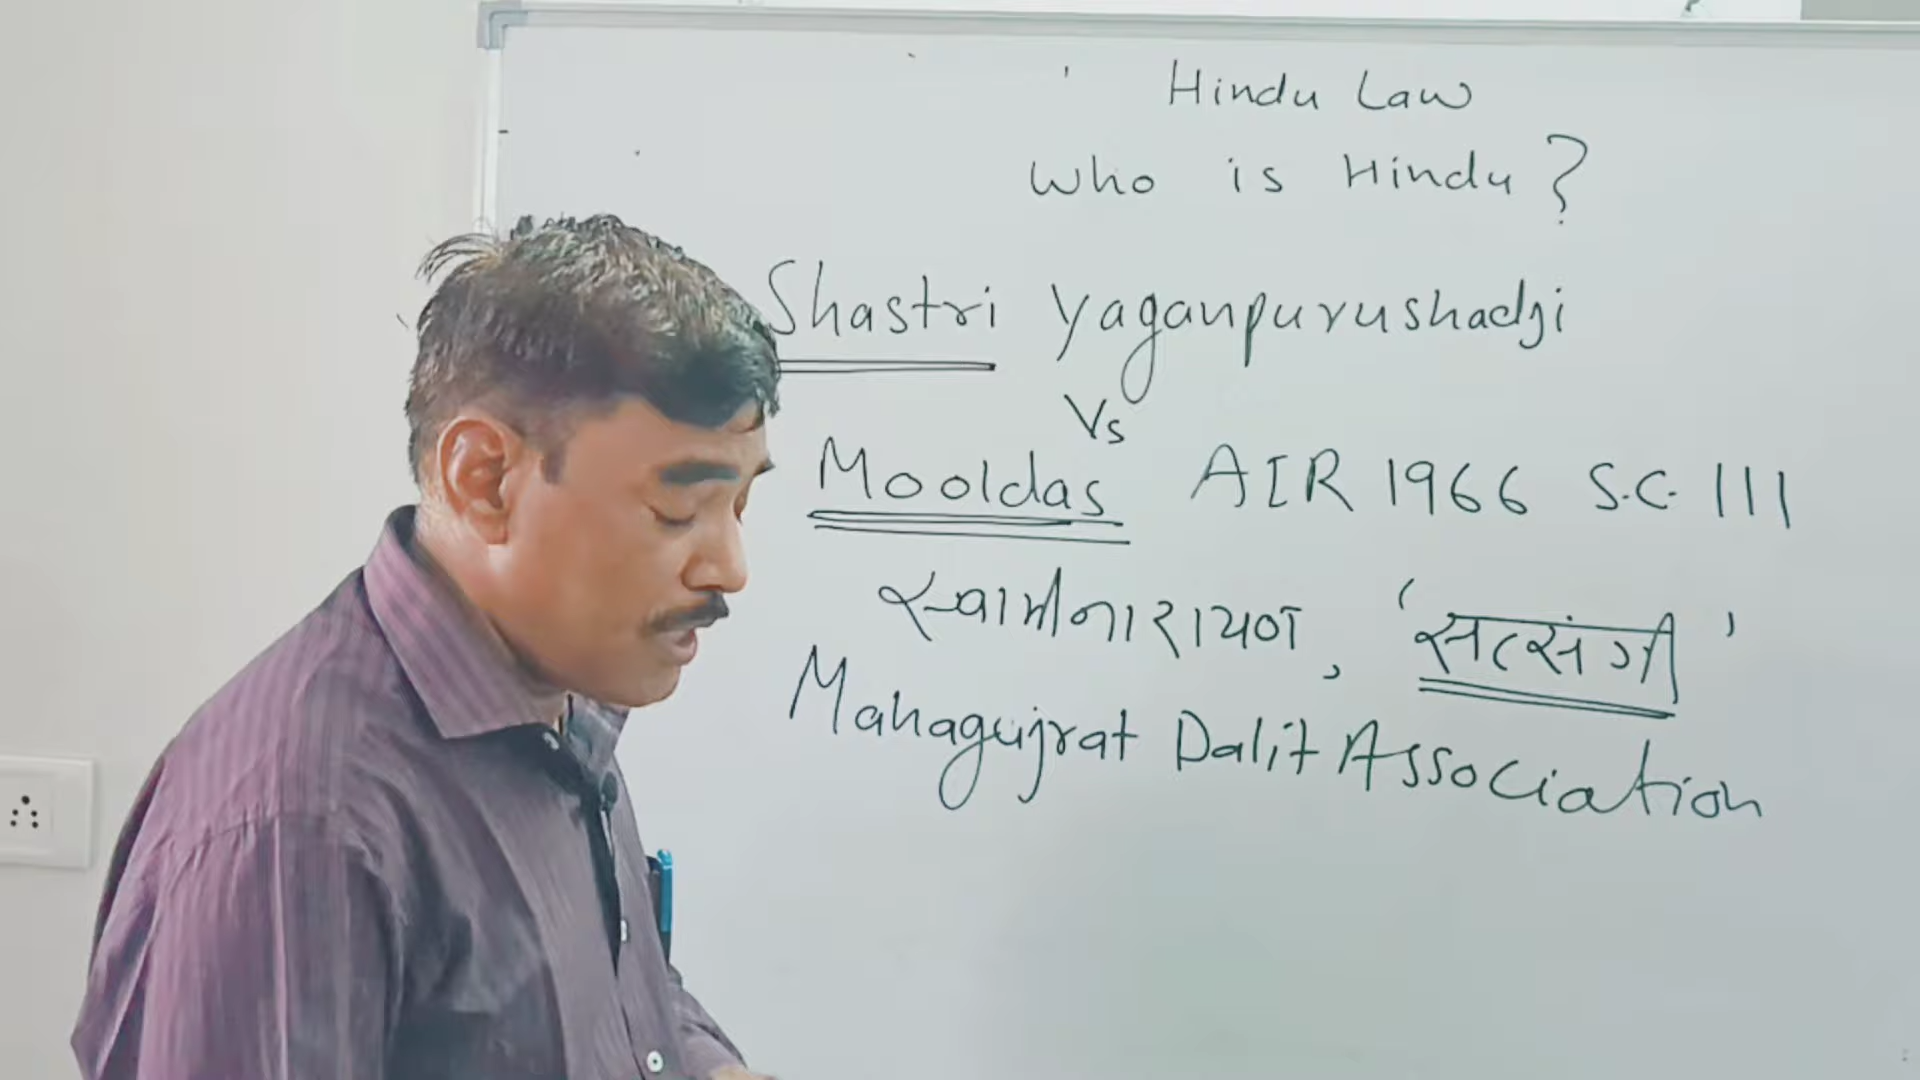 Hindu Law
Who is Hindu?
Shastri Yaganpurushadji
Vs
Mooldas AIR 1966 S.C. 111
स्वामीनारायण, 'सत्संगी'
Mahagujrat Dalit Association